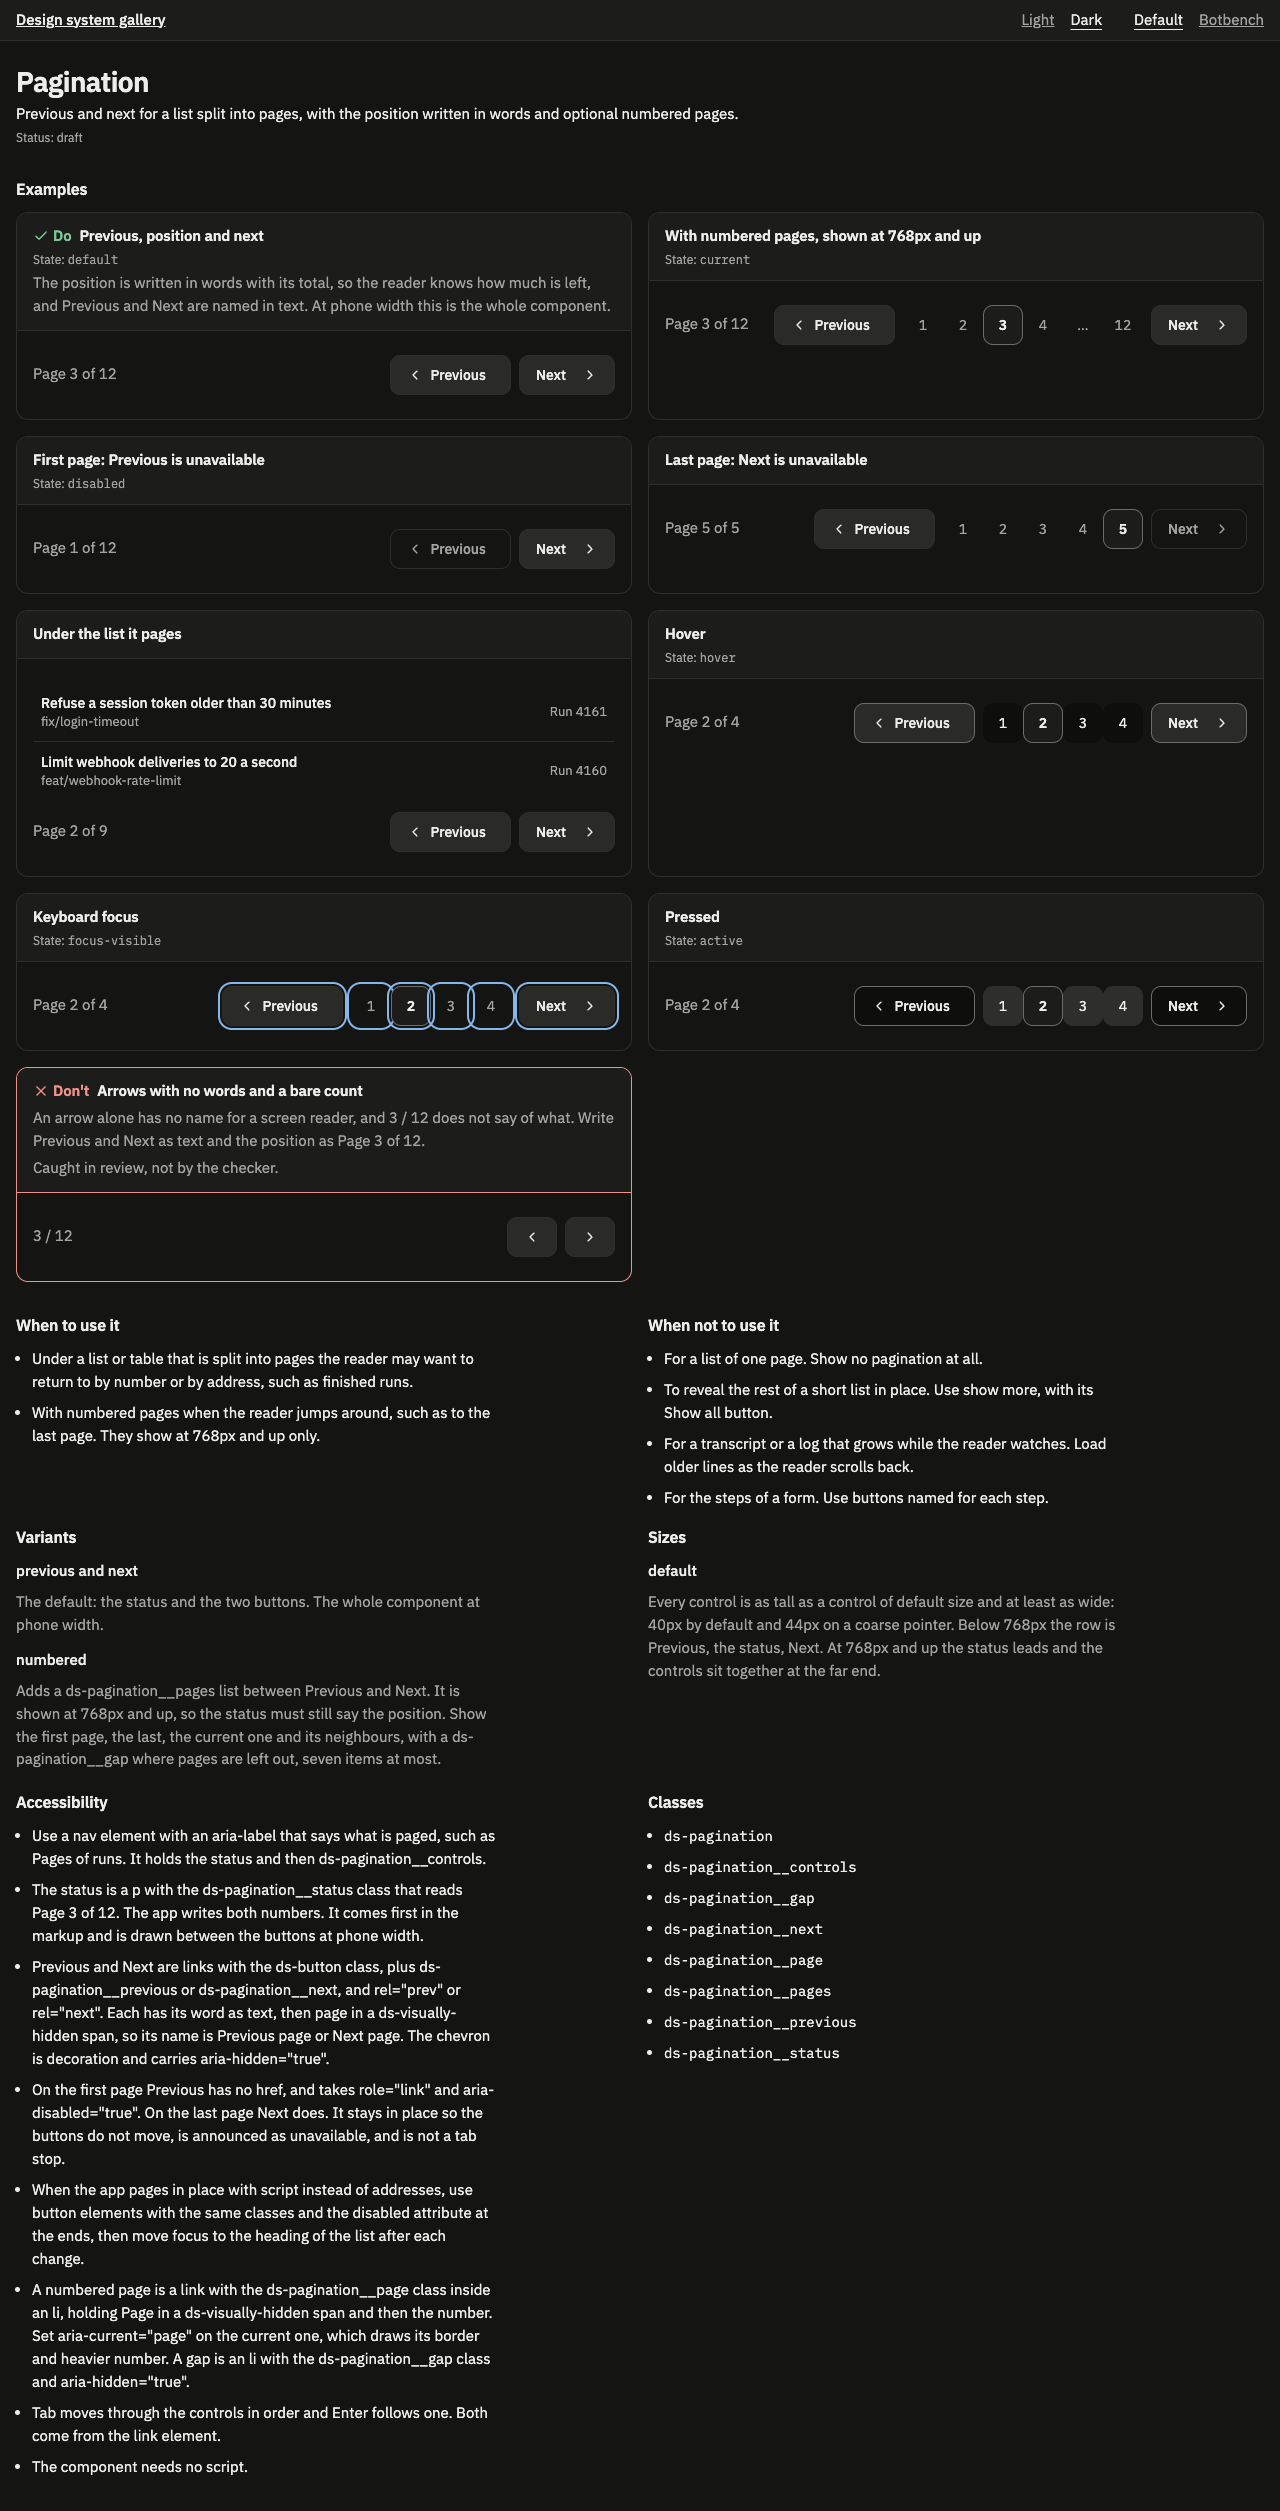 Design system gallery
Light Dark Default Botbench
Pagination
Previous and next for a list split into pages, with the position written in words and optional numbered pages.
Status: draft
Examples
Do Previous, position and next
State: default
The position is written in words with its total, so the reader knows how much is left,
and Previous and Next are named in text. At phone width this is the whole component.
Page 3 of 12 Previous Next
With numbered pages, shown at 768px and up
State: current
Page 3 of 12 Previous 1 2 3 4 … 12 Next
First page: Previous is unavailable
State: disabled
Page 1 of 12 Previous Next
Last page: Next is unavailable
Page 5 of 5 Previous 1 2 3 4 5 Next
Under the list it pages
Refuse a session token older than 30 minutes
fix/login-timeout
Run 4161
Limit webhook deliveries to 20 a second
feat/webhook-rate-limit
Run 4160
Page 2 of 9 Previous Next
Hover
State: hover
Page 2 of 4 Previous 1 2 3 4 Next
Keyboard focus
State: focus-visible
Page 2 of 4 Previous 1 2 3 4 Next
Pressed
State: active
Page 2 of 4 Previous 1 2 3 4 Next
Don't Arrows with no words and a bare count
An arrow alone has no name for a screen reader, and 3 / 12 does not say of what. Write
Previous and Next as text and the position as Page 3 of 12.
Caught in review, not by the checker.
3 / 12
When to use it
• Under a list or table that is split into pages the reader may want to
return to by number or by address, such as finished runs.
• With numbered pages when the reader jumps around, such as to the
last page. They show at 768px and up only.
When not to use it
• For a list of one page. Show no pagination at all.
• To reveal the rest of a short list in place. Use show more, with its
Show all button.
• For a transcript or a log that grows while the reader watches. Load
older lines as the reader scrolls back.
• For the steps of a form. Use buttons named for each step.
Variants
previous and next
The default: the status and the two buttons. The whole component at
phone width.
numbered
Adds a ds-pagination__pages list between Previous and Next. It is
shown at 768px and up, so the status must still say the position. Show
the first page, the last, the current one and its neighbours, with a ds-
pagination__gap where pages are left out, seven items at most.
Sizes
default
Every control is as tall as a control of default size and at least as wide:
40px by default and 44px on a coarse pointer. Below 768px the row is
Previous, the status, Next. At 768px and up the status leads and the
controls sit together at the far end.
Accessibility
• Use a nav element with an aria-label that says what is paged, such as
Pages of runs. It holds the status and then ds-pagination__controls.
• The status is a p with the ds-pagination__status class that reads
Page 3 of 12. The app writes both numbers. It comes first in the
markup and is drawn between the buttons at phone width.
• Previous and Next are links with the ds-button class, plus ds-
pagination__previous or ds-pagination__next, and rel="prev" or
rel="next". Each has its word as text, then page in a ds-visually-
hidden span, so its name is Previous page or Next page. The chevron
is decoration and carries aria-hidden="true".
• On the first page Previous has no href, and takes role="link" and aria-
disabled="true". On the last page Next does. It stays in place so the
buttons do not move, is announced as unavailable, and is not a tab
stop.
• When the app pages in place with script instead of addresses, use
button elements with the same classes and the disabled attribute at
the ends, then move focus to the heading of the list after each
change.
• A numbered page is a link with the ds-pagination__page class inside
an li, holding Page in a ds-visually-hidden span and then the number.
Set aria-current="page" on the current one, which draws its border
and heavier number. A gap is an li with the ds-pagination__gap class
and aria-hidden="true".
• Tab moves through the controls in order and Enter follows one. Both
come from the link element.
• The component needs no script.
Classes
• ds-pagination
• ds-pagination__controls
• ds-pagination__gap
• ds-pagination__next
• ds-pagination__page
• ds-pagination__pages
• ds-pagination__previous
• ds-pagination__status